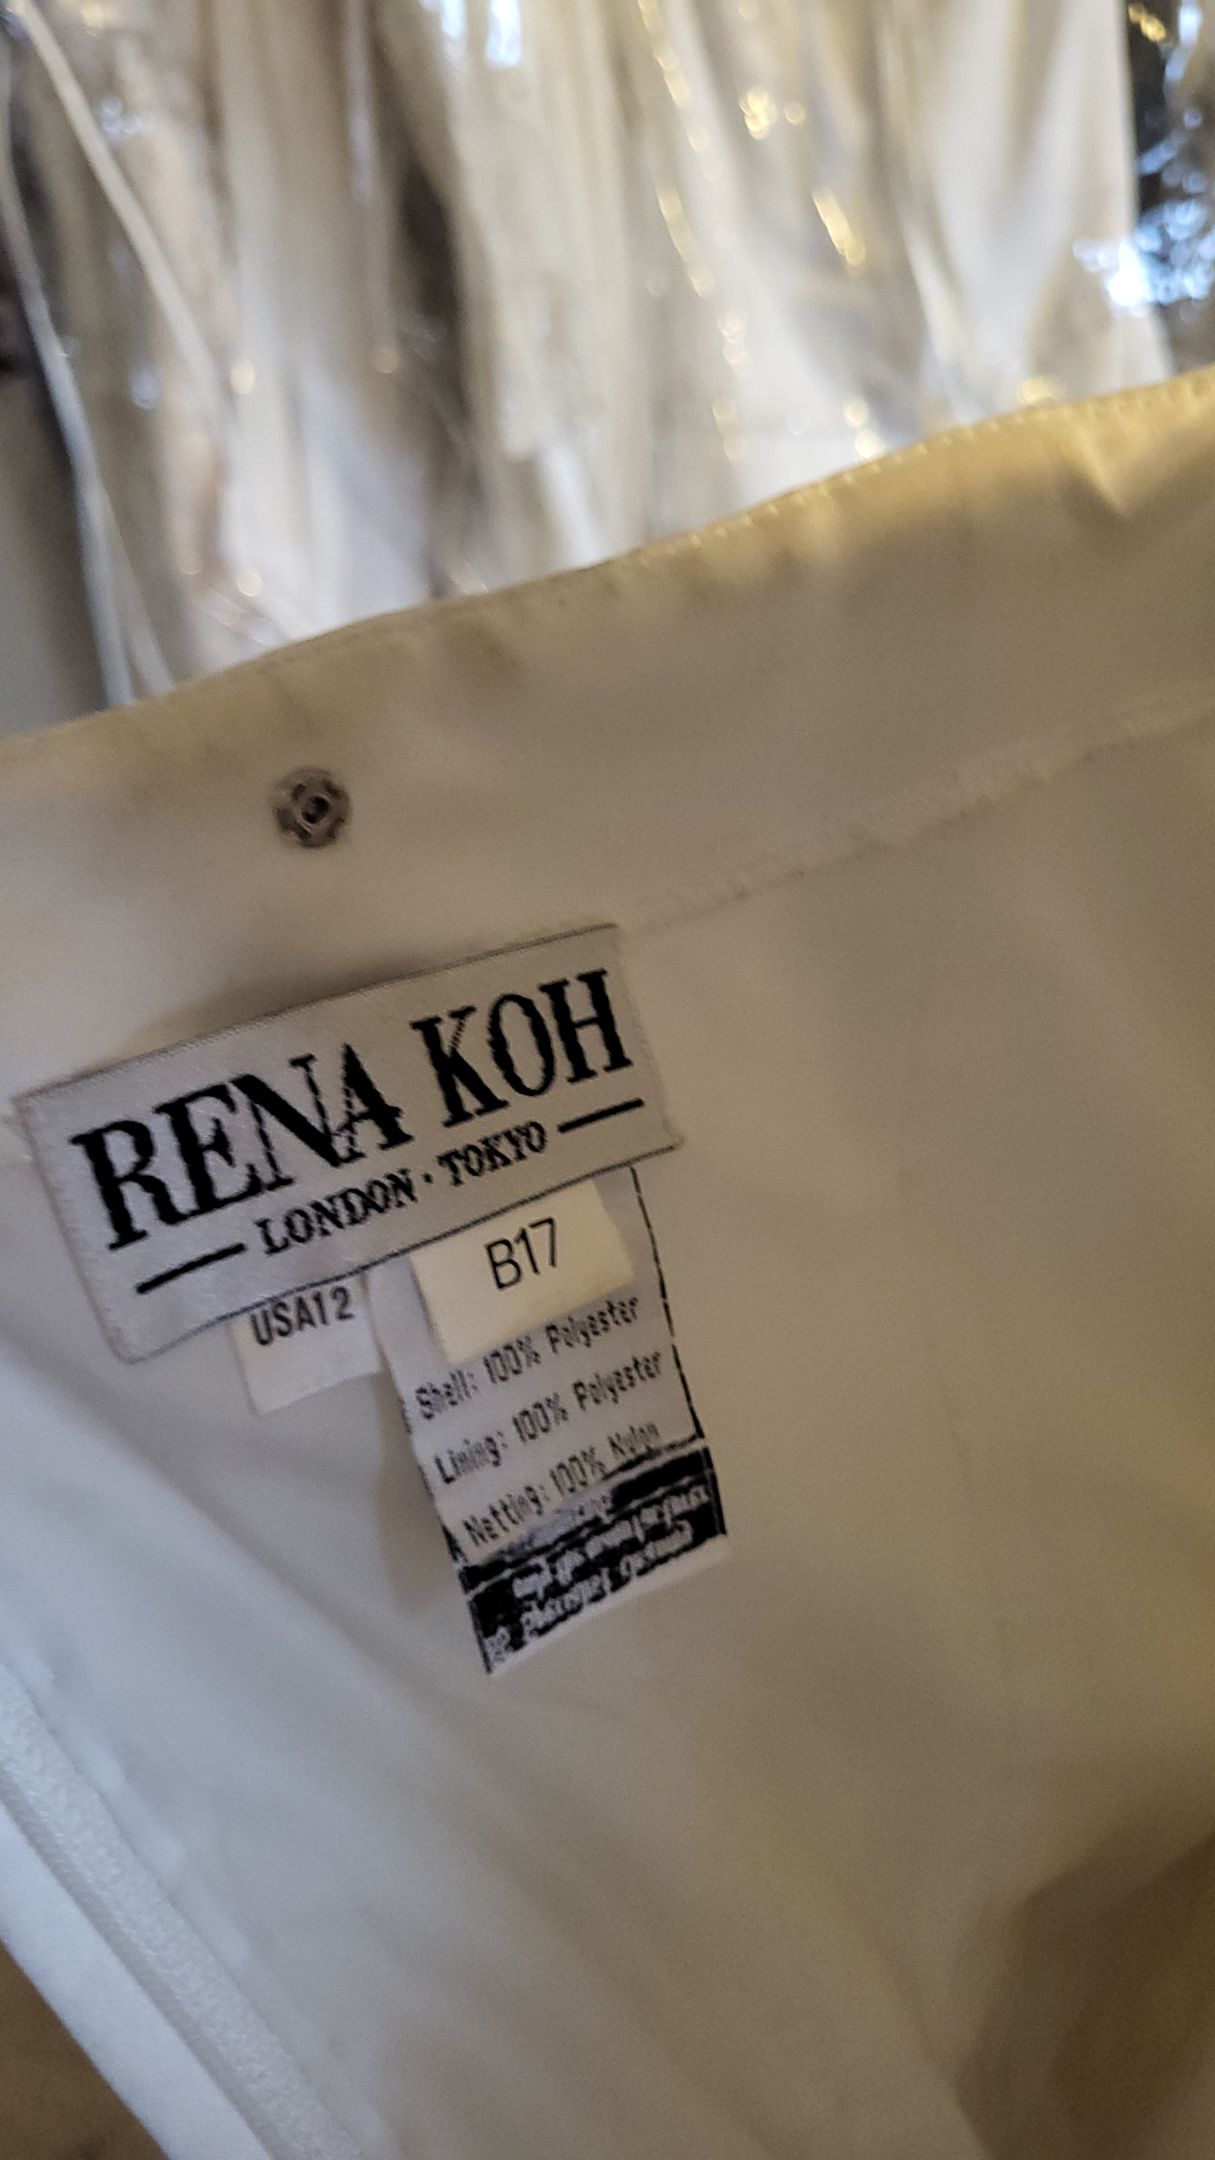 RENA KOH
LONDON · TOKYO
B17
USA12
Shell: 100% Polyester
Lining: 100% Polyester
Netting: 100% Nylon